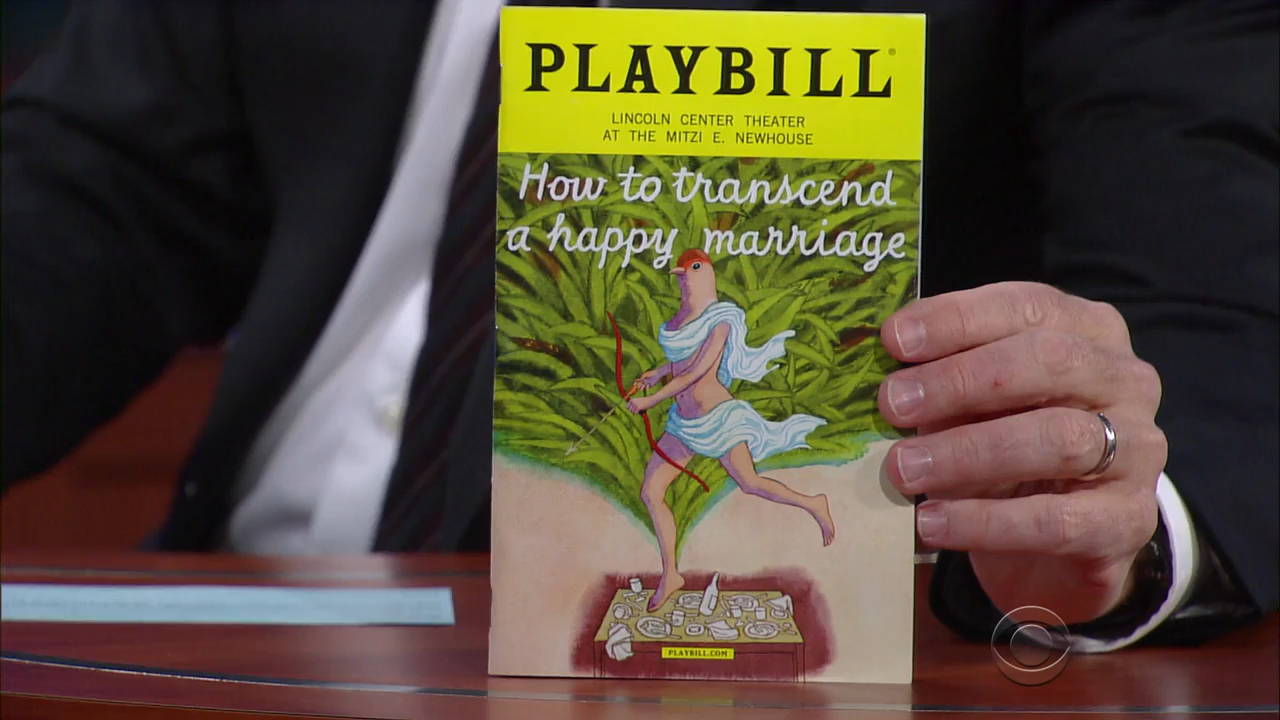 PLAYBILL®
LINCOLN CENTER THEATER
AT THE MITZI E. NEWHOUSE
How to transcend
a happy marriage
PLAYBILL.COM